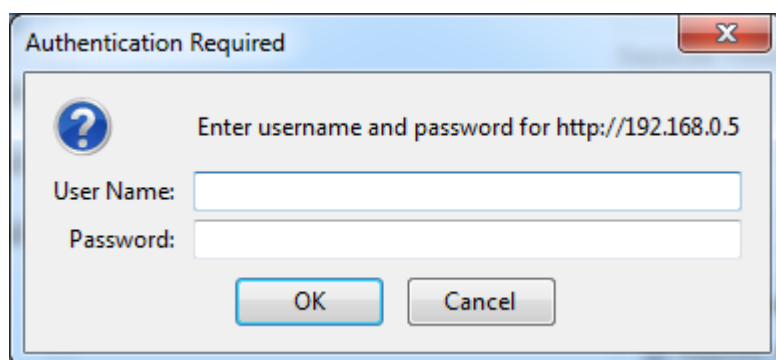 Authentication Required
Enter username and password for http://192.168.0.5
User Name:
Password:
OK Cancel